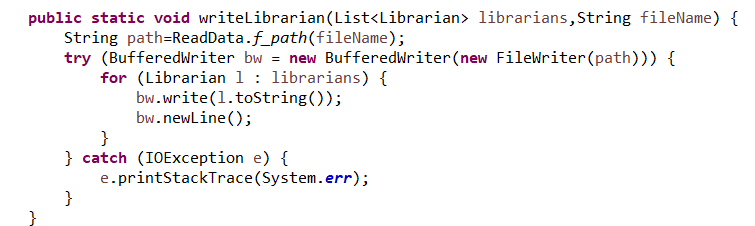 public static void writeLibrarian(List<Librarian> librarians,String fileName) {
    String path=ReadData.f_path(fileName);
    try (BufferedWriter bw = new BufferedWriter(new FileWriter(path))) {
        for (Librarian l : librarians) {
            bw.write(l.toString());
            bw.newLine();
        }
    } catch (IOException e) {
        e.printStackTrace(System.err);
    }
}